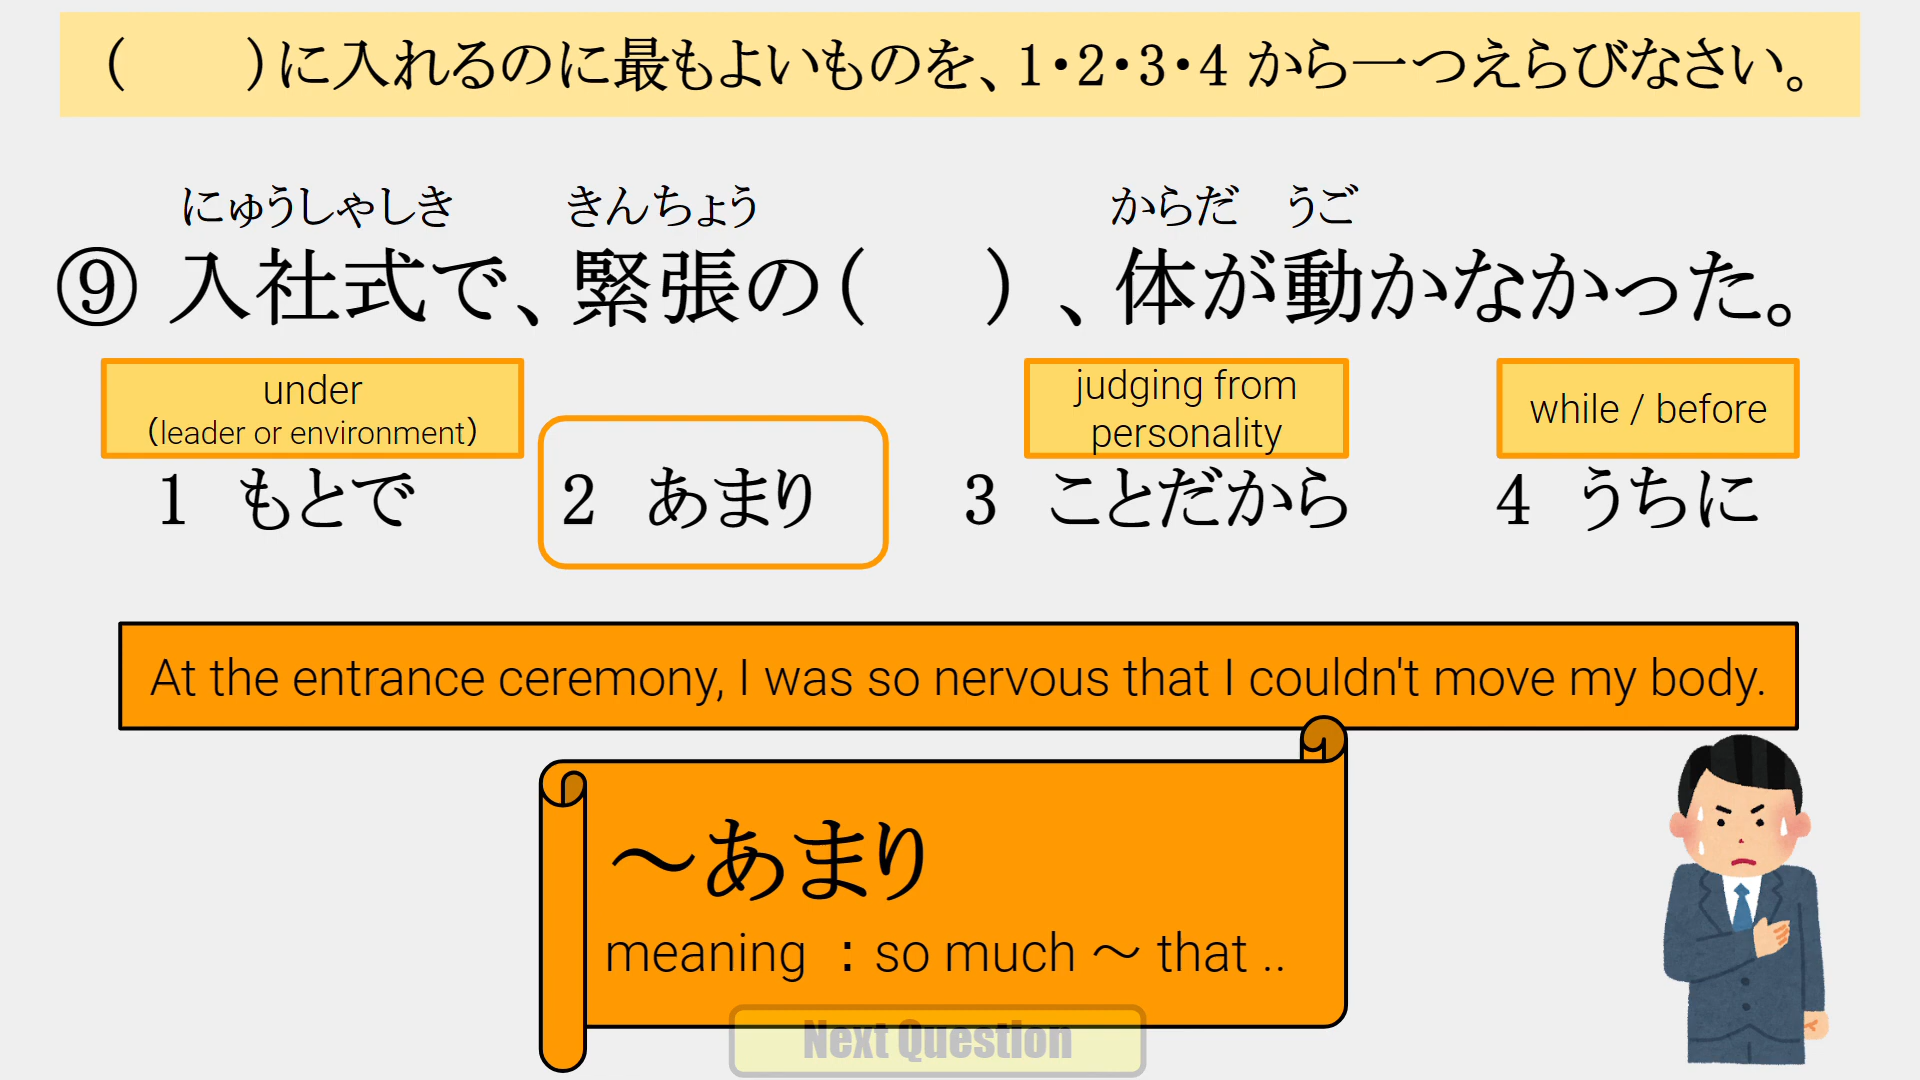 (　　)に入れるのに最もよいものを、1・2・3・4 から一つえらびなさい。
にゅうしゃしき　きんちょう　からだ　うご
⑨ 入社式で、緊張の(　　)、体が動かなかった。
under
(leader or environment)
judging from
personality
while / before
1 もとで　2 あまり　3 ことだから　4 うちに
At the entrance ceremony, I was so nervous that I couldn't move my body.
～あまり
meaning ：so much ～ that ..
Next Question